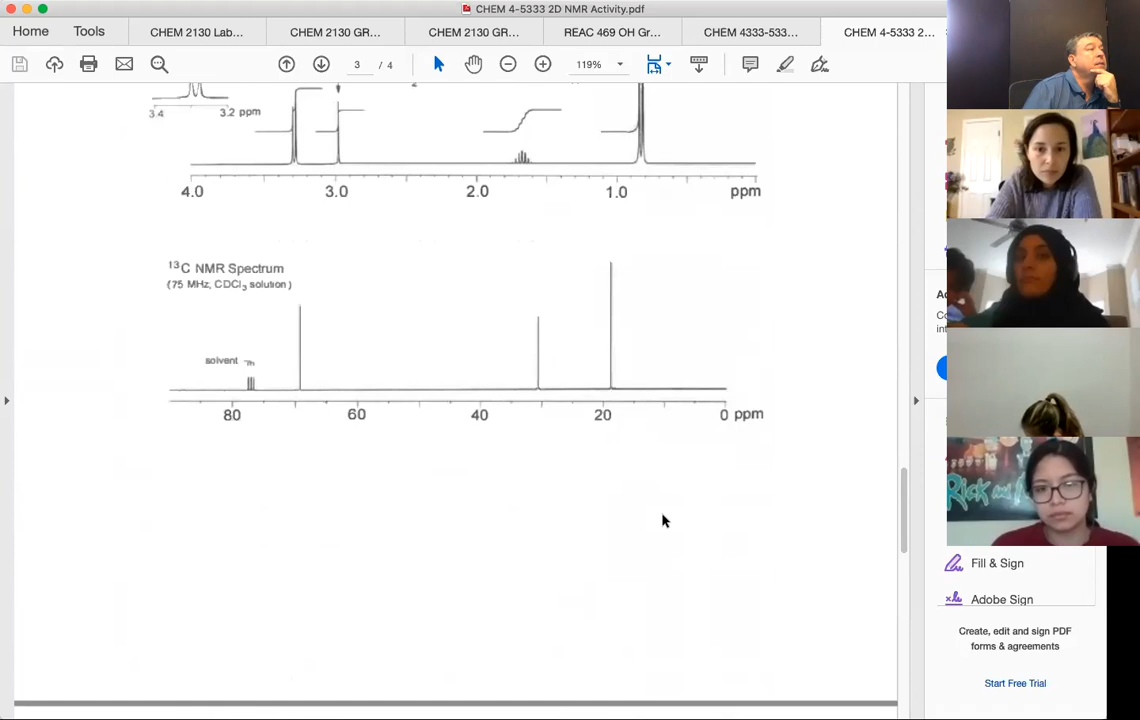 CHEM 4-5333 2D NMR Activity.pdf
Home Tools CHEM 2130 Lab... CHEM 2130 GR... CHEM 2130 GR... REAC 469 OH Gr... CHEM 4333-533... CHEM 4-5333 2...
3 / 4 119%
3.4 3.2 ppm
4.0 3.0 2.0 1.0 ppm
13C NMR Spectrum
(75 MHz, CDCl3 solution)
solvent
80 60 40 20 0 ppm
Rick and
Fill & Sign
Adobe Sign
Create, edit and sign PDF
forms & agreements
Start Free Trial